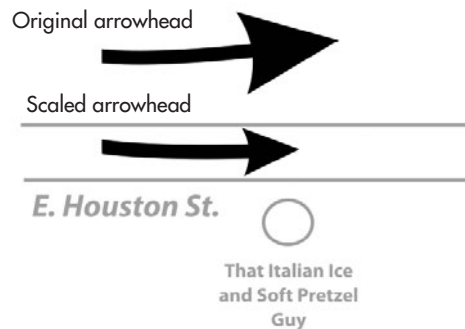 Original arrowhead
Scaled arrowhead
E. Houston St.
That Italian Ice
and Soft Pretzel
Guy